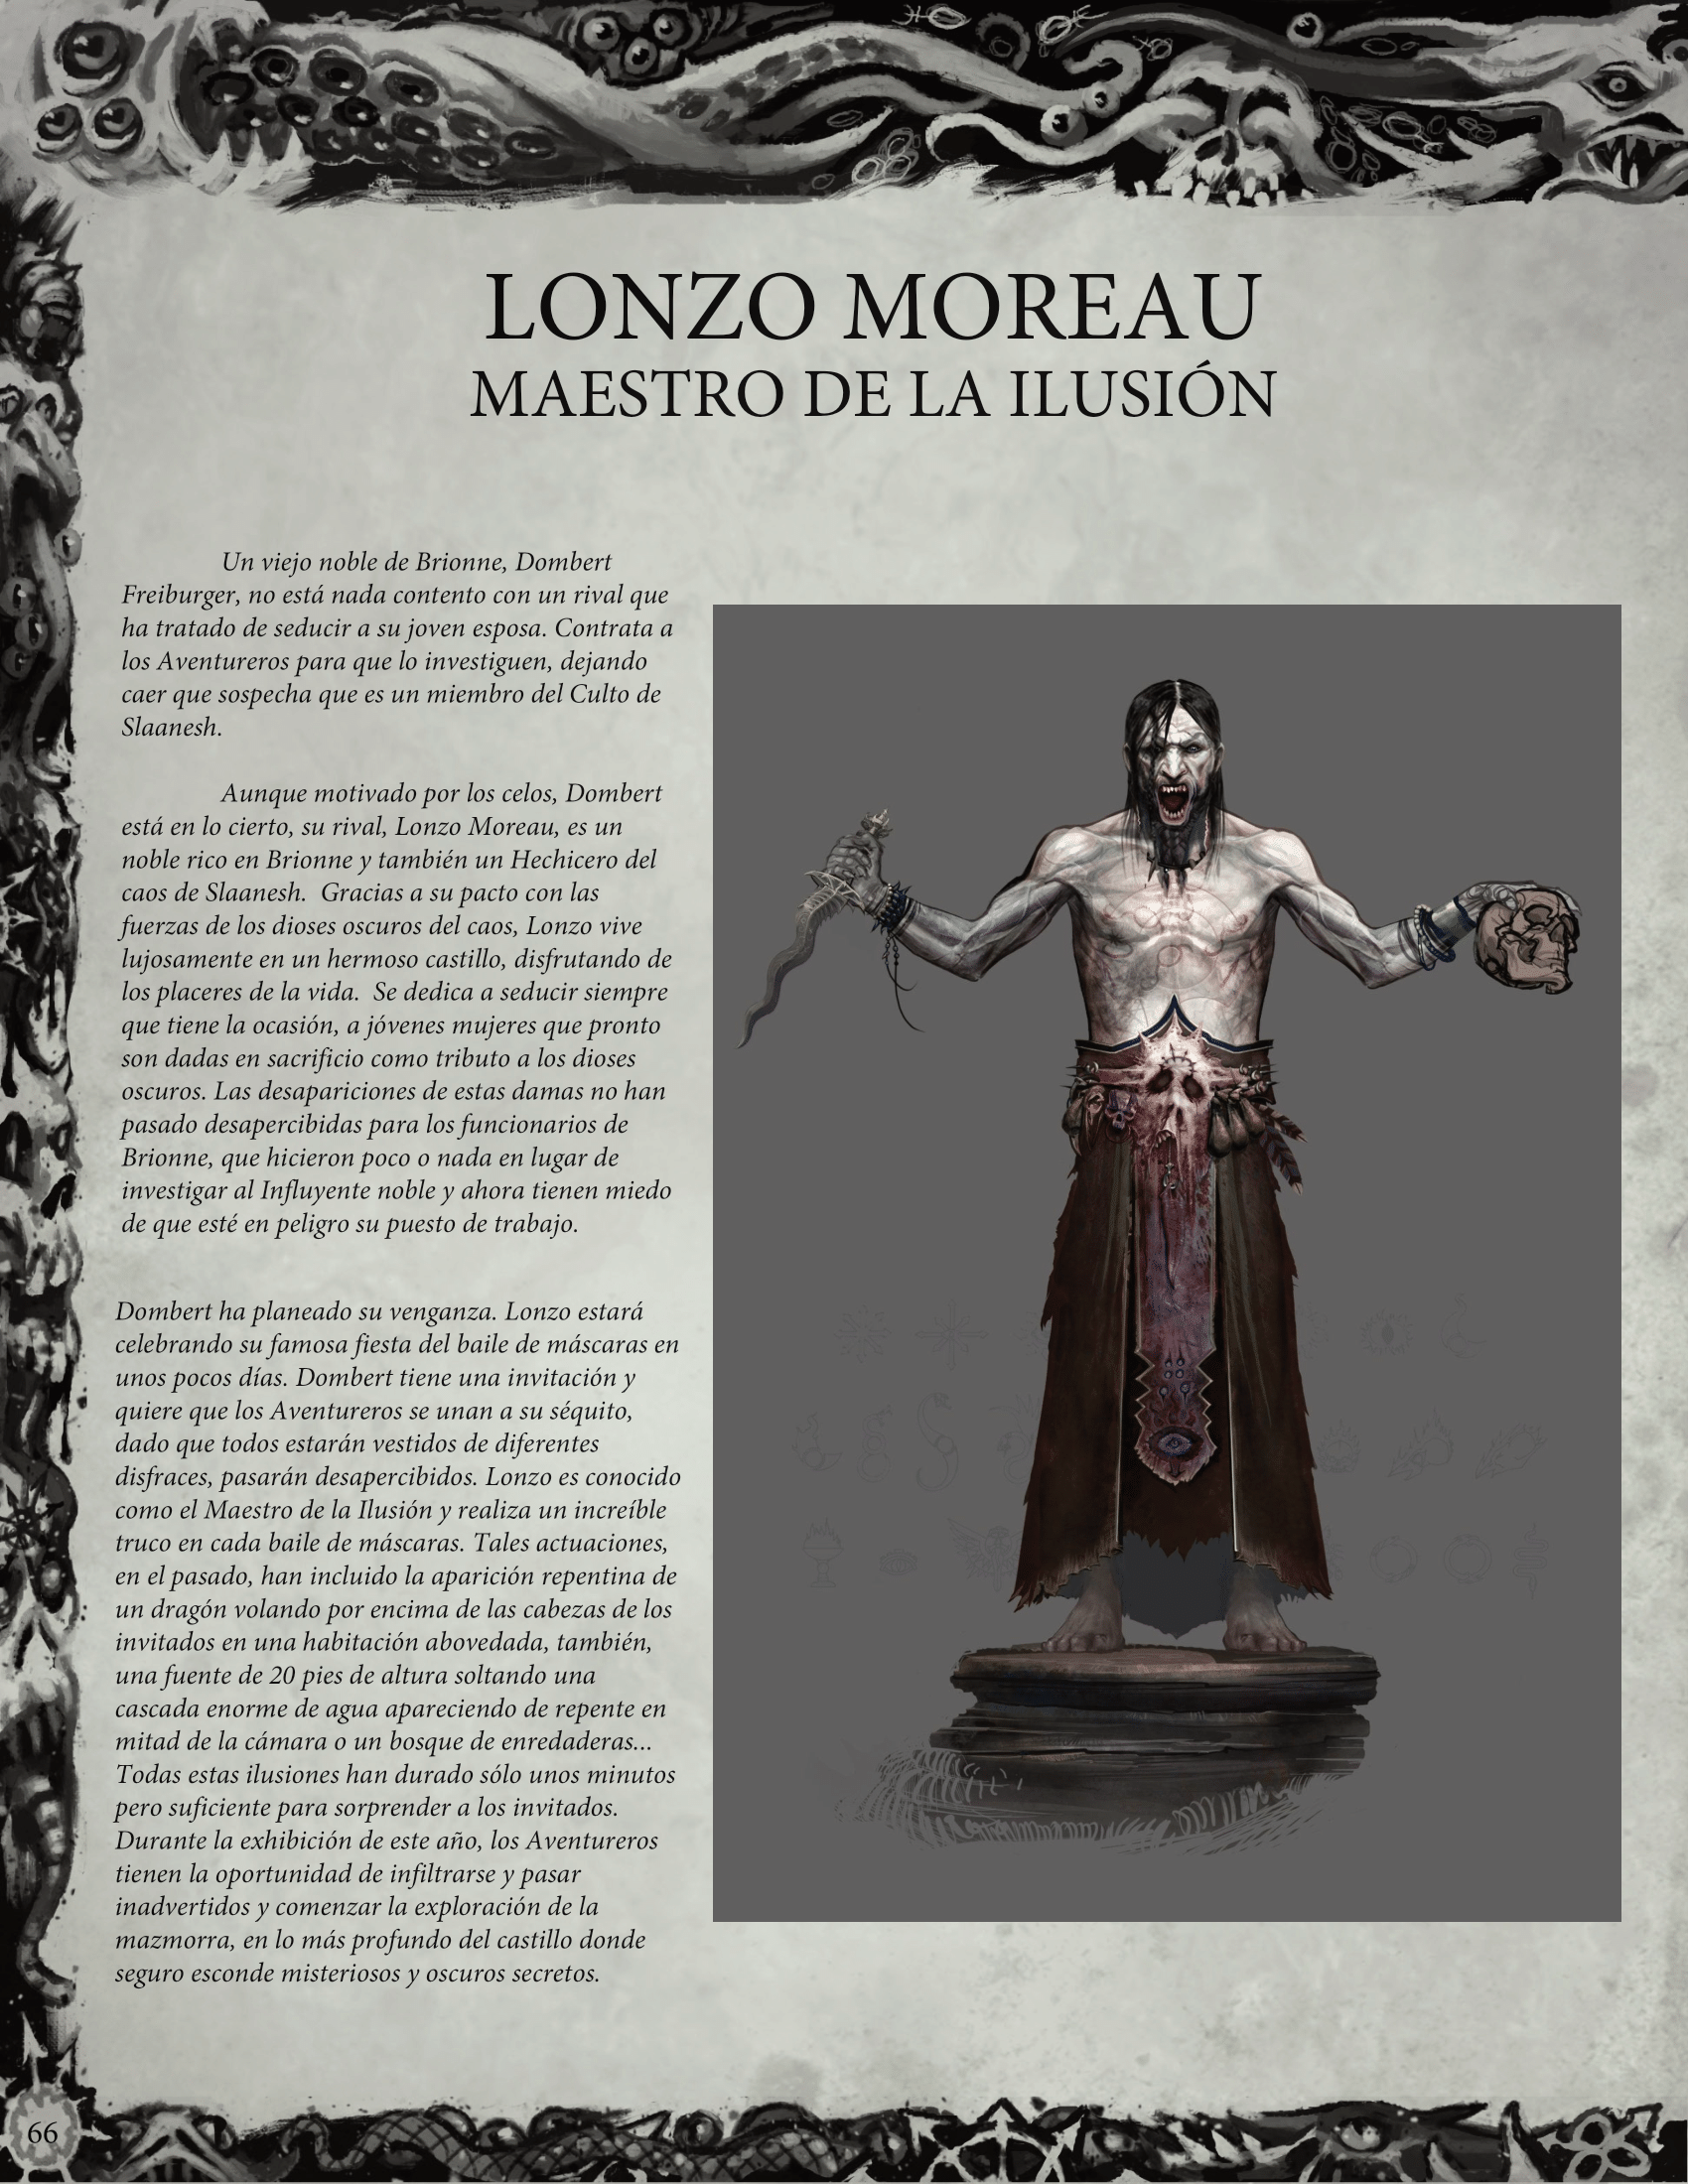 LONZO MOREAU
MAESTRO DE LA ILUSIÓN
Un viejo noble de Brionne, Dombert
Freiburger, no está nada contento con un rival que
ha tratado de seducir a su joven esposa. Contrata a
los Aventureros para que lo investiguen, dejando
caer que sospecha que es un miembro del Culto de
Slaanesh.
Aunque motivado por los celos, Dombert
está en lo cierto, su rival, Lonzo Moreau, es un
noble rico en Brionne y también un Hechicero del
caos de Slaanesh.  Gracias a su pacto con las
fuerzas de los dioses oscuros del caos, Lonzo vive
lujosamente en un hermoso castillo, disfrutando de
los placeres de la vida.  Se dedica a seducir siempre
que tiene la ocasión, a jóvenes mujeres que pronto
son dadas en sacrificio como tributo a los dioses
oscuros. Las desapariciones de estas damas no han
pasado desapercibidas para los funcionarios de
Brionne, que hicieron poco o nada en lugar de
investigar al Influyente noble y ahora tienen miedo
de que esté en peligro su puesto de trabajo.
Dombert ha planeado su venganza. Lonzo estará
celebrando su famosa fiesta del baile de máscaras en
unos pocos días. Dombert tiene una invitación y
quiere que los Aventureros se unan a su séquito,
dado que todos estarán vestidos de diferentes
disfraces, pasarán desapercibidos. Lonzo es conocido
como el Maestro de la Ilusión y realiza un increíble
truco en cada baile de máscaras. Tales actuaciones,
en el pasado, han incluido la aparición repentina de
un dragón volando por encima de las cabezas de los
invitados en una habitación abovedada, también,
una fuente de 20 pies de altura soltando una
cascada enorme de agua apareciendo de repente en
mitad de la cámara o un bosque de enredaderas...
Todas estas ilusiones han durado sólo unos minutos
pero suficiente para sorprender a los invitados.
Durante la exhibición de este año, los Aventureros
tienen la oportunidad de infiltrarse y pasar
inadvertidos y comenzar la exploración de la
mazmorra, en lo más profundo del castillo donde
seguro esconde misteriosos y oscuros secretos.
66